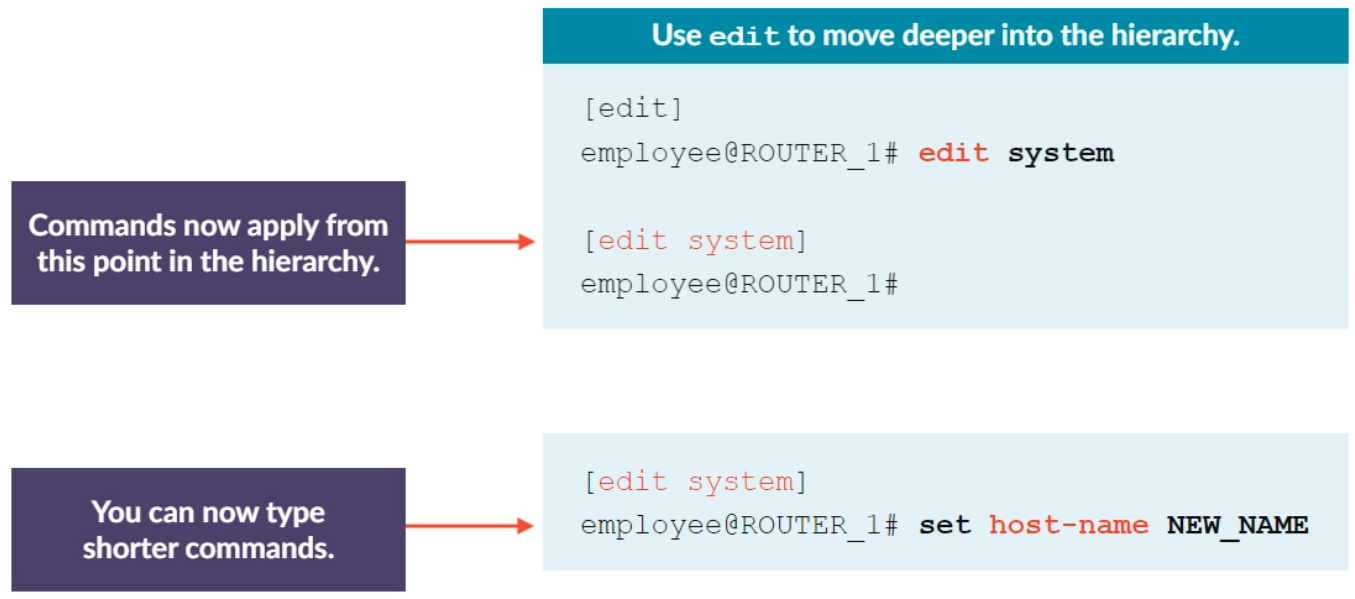 Use edit to move deeper into the hierarchy.
[edit]
employee@ROUTER_1# edit system
Commands now apply from
this point in the hierarchy.
[edit system]
employee@ROUTER_1#
You can now type
shorter commands.
[edit system]
employee@ROUTER_1# set host-name NEW_NAME